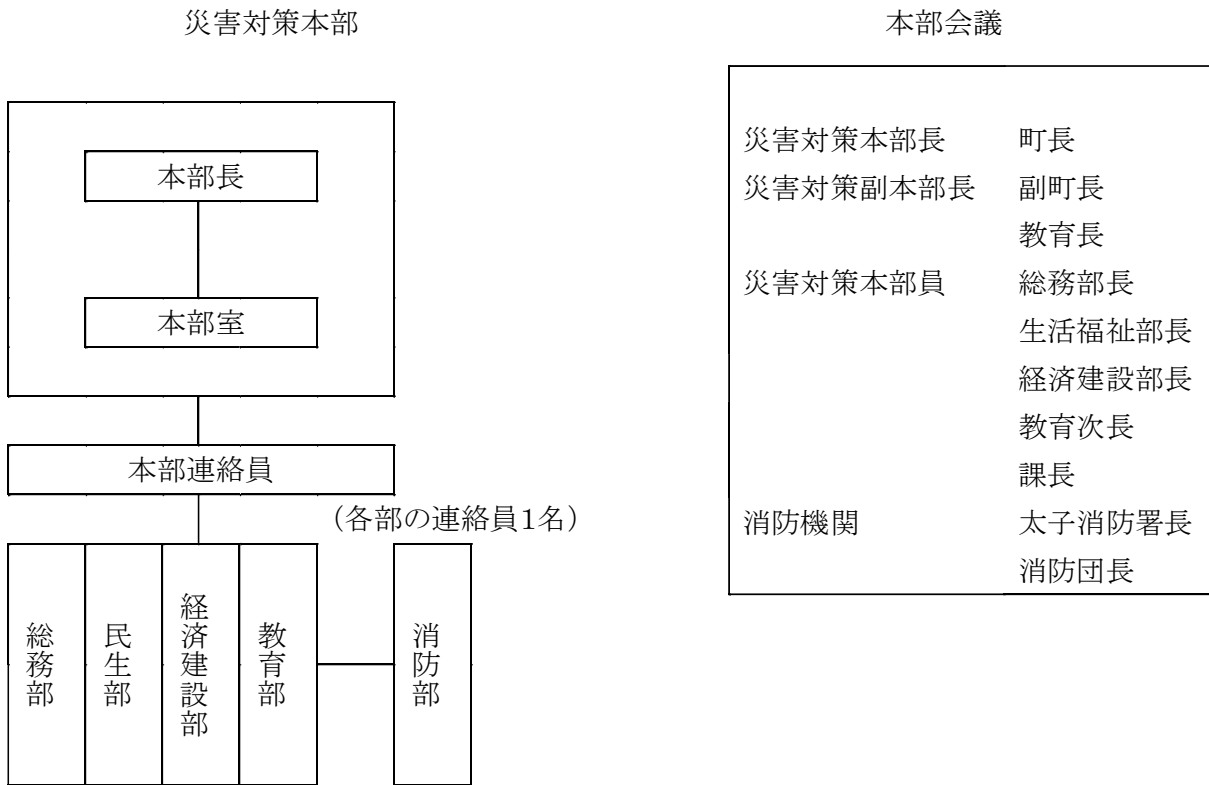 災害対策本部
本部長
本部室
本部連絡員
（各部の連絡員1名）
総務部
民生部
経済建設部
教育部
消防部
本部会議
災害対策本部長 町長
災害対策副本部長 副町長
教育長
災害対策本部員 総務部長
生活福祉部長
経済建設部長
教育次長
課長
消防機関 太子消防署長
消防団長